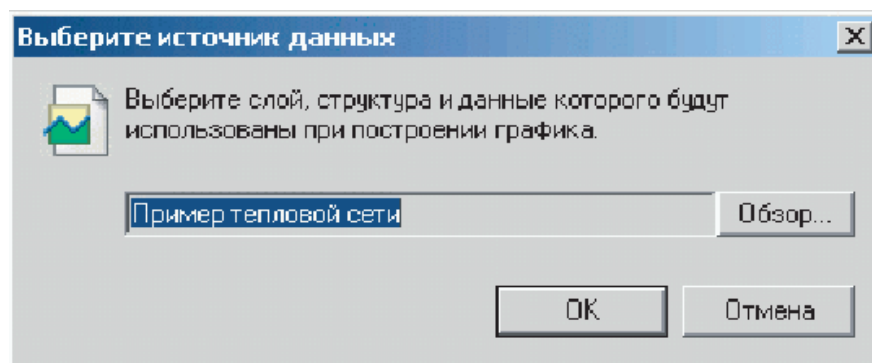 Выберите источник данных
Выберите слой, структура и данные которого будут
использованы при построении графика.
Пример тепловой сети
Обзор...
OK
Отмена